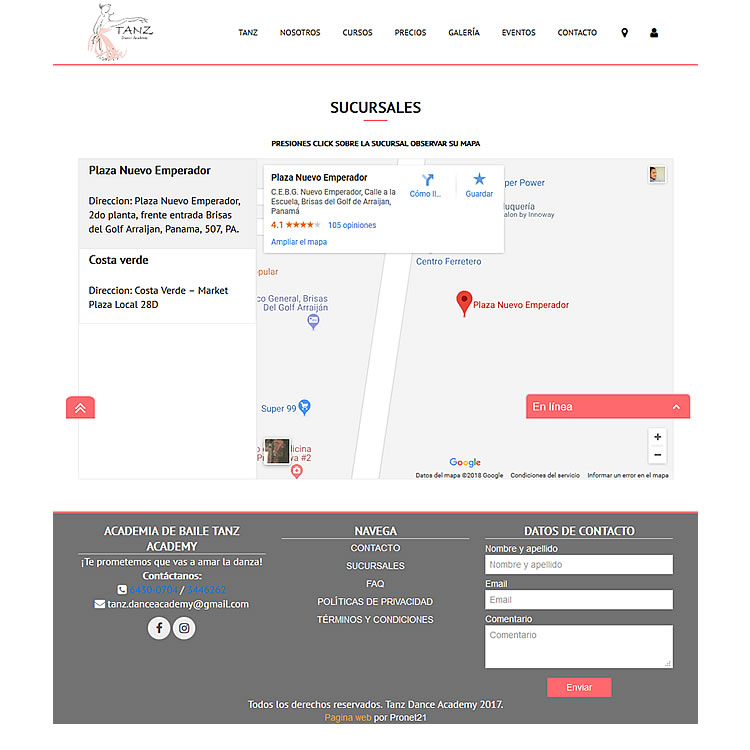 TANZ
Dance Academy
TANZ NOSOTROS CURSOS PRECIOS GALERÍA EVENTOS CONTACTO
SUCURSALES
PRESIONES CLICK SOBRE LA SUCURSAL OBSERVAR SU MAPA
Plaza Nuevo Emperador
Direccion: Plaza Nuevo Emperador,
2do planta, frente entrada Brisas
del Golf Arraijan, Panama, 507, PA.
Costa verde
Direccion: Costa Verde – Market
Plaza Local 28D
Plaza Nuevo Emperador
C.E.B.G. Nuevo Emperador, Calle a la
Escuela, Brisas del Golf de Arraijan,
Panamá
4.1 105 opiniones
Ampliar el mapa
Cómo ll...
Guardar
per Power
luquería
alon by Innoway
Centro Ferretero
pular
co General, Brisas
Del Golf Arraiján
Plaza Nuevo Emperador
Super 99
En línea
licina
#2
+
−
Google
Datos del mapa ©2018 Google Condiciones del servicio Informar un error en el mapa
ACADEMIA DE BAILE TANZ
ACADEMY
¡Te prometemos que vas a amar la danza!
Contáctanos:
6430-0704 / 3446262
tanz.danceacademy@gmail.com
NAVEGA
CONTACTO
SUCURSALES
FAQ
POLÍTICAS DE PRIVACIDAD
TÉRMINOS Y CONDICIONES
DATOS DE CONTACTO
Nombre y apellido
Nombre y apellido
Email
Email
Comentario
Comentario
Enviar
Todos los derechos reservados. Tanz Dance Academy 2017.
Pagina web por Pronet21